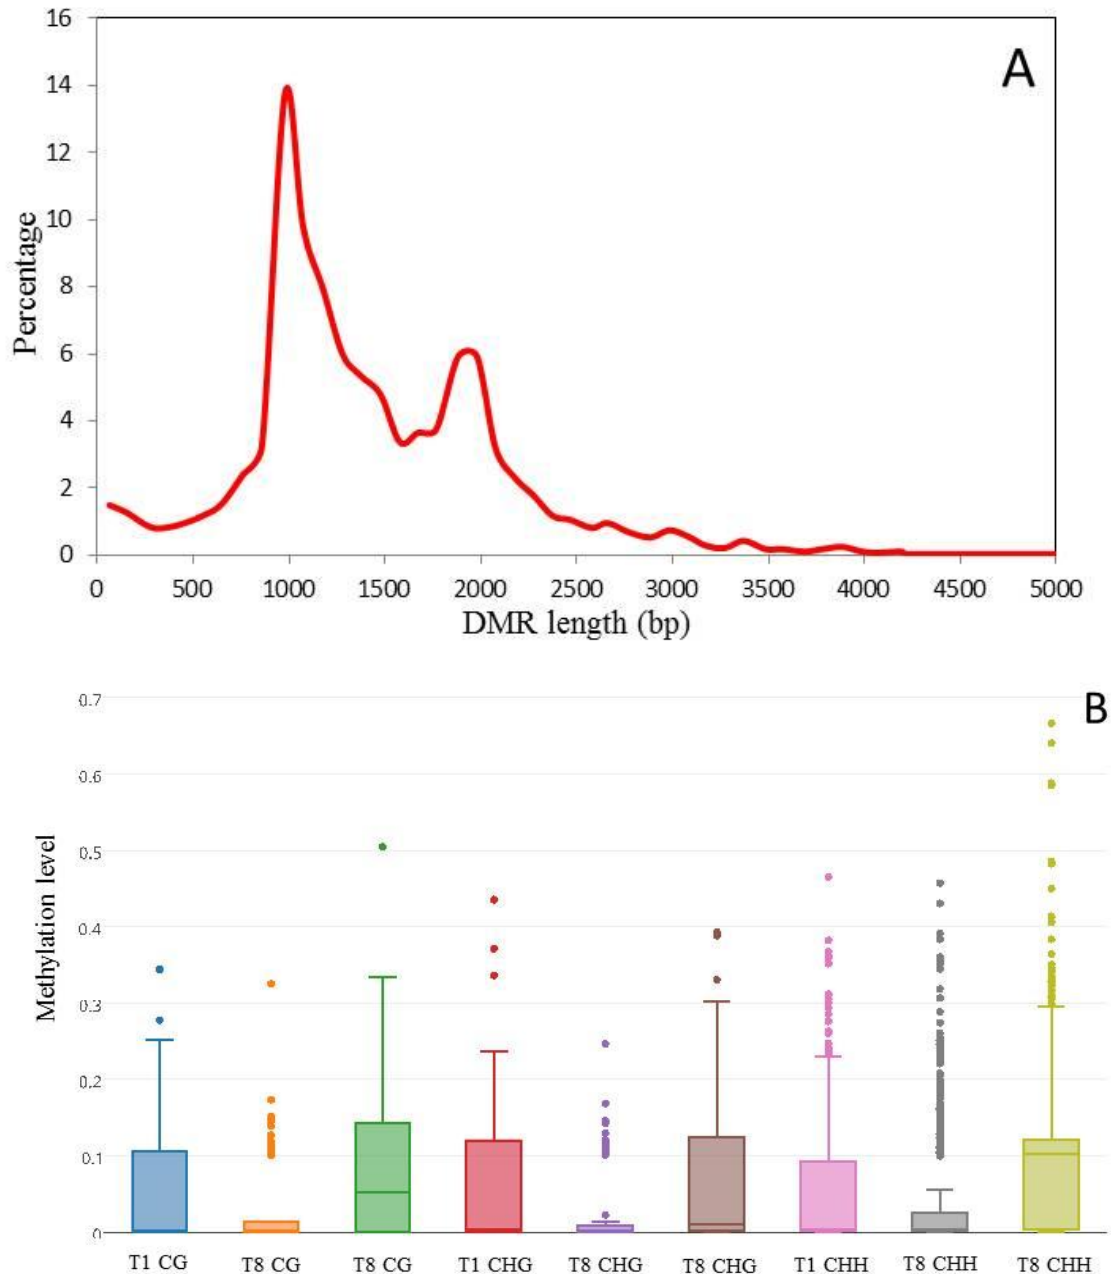 16
A
14
12
10
8
6
4
2
0
Percentage
0 500 1000 1500 2000 2500 3000 3500 4000 4500 5000
DMR length (bp)
B
0.7
0.6
0.5
0.4
0.3
0.2
0.1
0
Methylation level
T1 CG T8 CG T8 CG T1 CHG T8 CHG T8 CHG T1 CHH T8 CHH T8 CHH